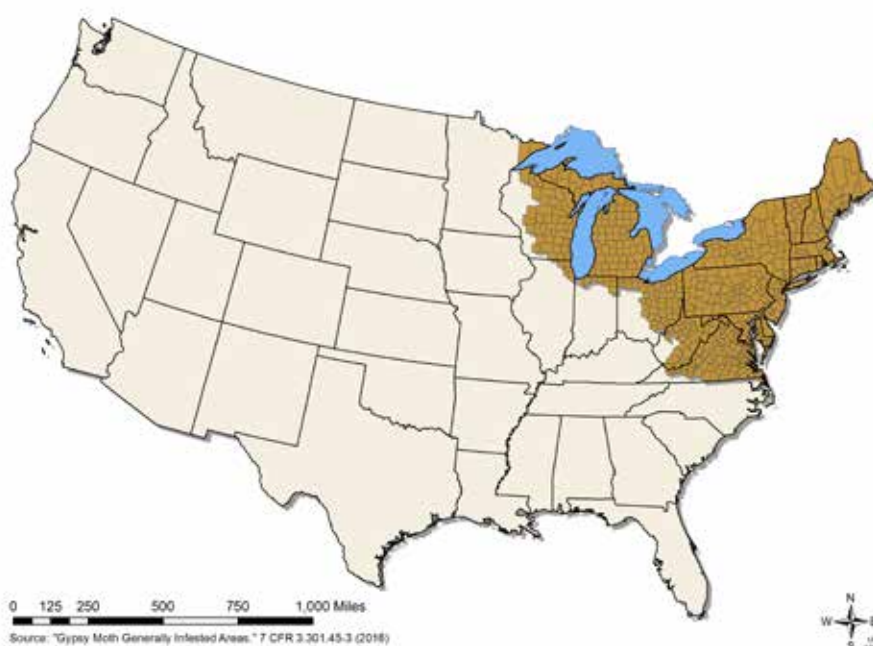 0 125 250 500 750 1,000 Miles
Source: "Gypsy Moth Generally Infested Areas." 7 CFR 3.301.45-3 (2016)
N
W E
S